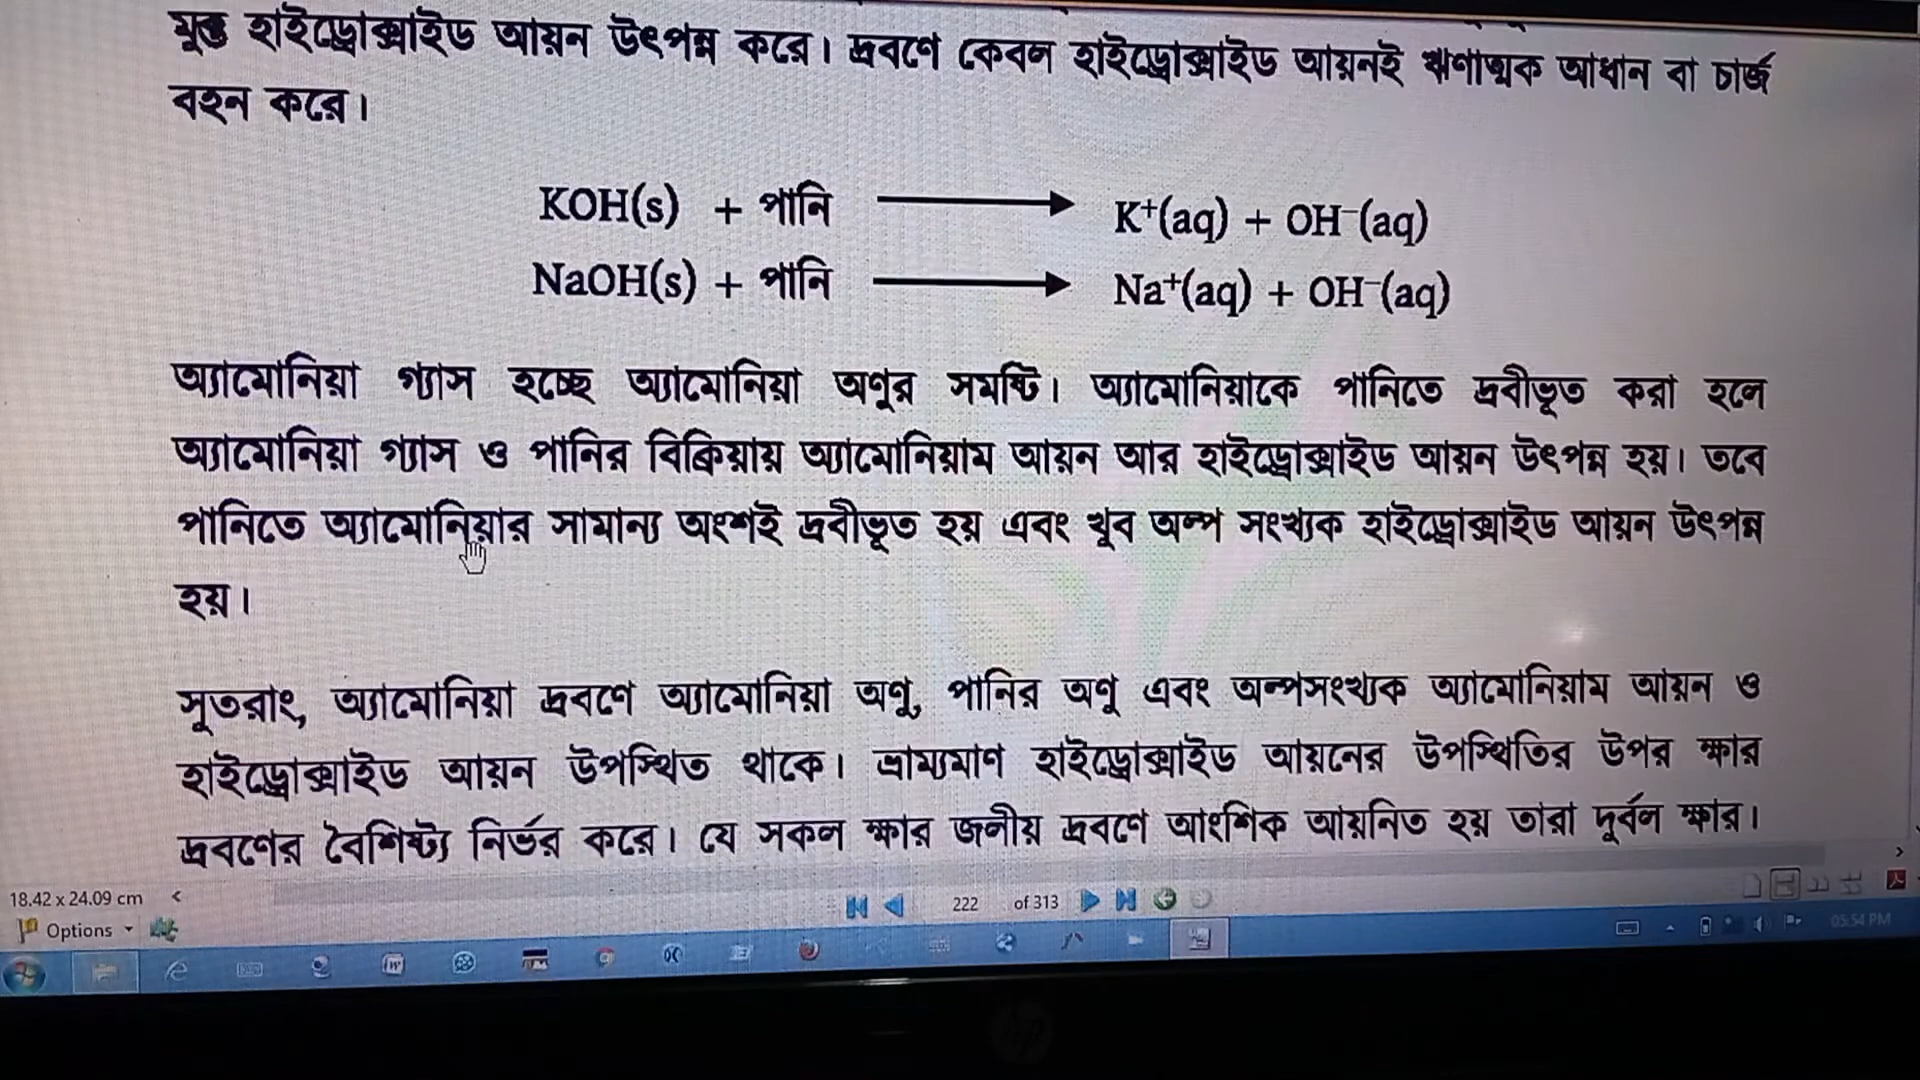 মুক্ত হাইড্রোক্সাইড আয়ন উৎপন্ন করে। দ্রবণে কেবল হাইড্রোক্সাইড আয়নই ঋণাত্মক আধান বা চার্জ
বহন করে।
KOH(s) + পানি ⟶ K⁺(aq) + OH⁻(aq)
NaOH(s) + পানি ⟶ Na⁺(aq) + OH⁻(aq)
অ্যামোনিয়া গ্যাস হচ্ছে অ্যামোনিয়া অণুর সমষ্টি। অ্যামোনিয়াকে পানিতে দ্রবীভূত করা হলে
অ্যামোনিয়া গ্যাস ও পানির বিক্রিয়ায় অ্যামোনিয়াম আয়ন আর হাইড্রোক্সাইড আয়ন উৎপন্ন হয়। তবে
পানিতে অ্যামোনিয়ার সামান্য অংশই দ্রবীভূত হয় এবং খুব অল্প সংখ্যক হাইড্রোক্সাইড আয়ন উৎপন্ন
হয়।
সুতরাং, অ্যামোনিয়া দ্রবণে অ্যামোনিয়া অণু, পানির অণু এবং অল্পসংখ্যক অ্যামোনিয়াম আয়ন ও
হাইড্রোক্সাইড আয়ন উপস্থিত থাকে। ভ্রাম্যমাণ হাইড্রোক্সাইড আয়নের উপস্থিতির উপর ক্ষার
দ্রবণের বৈশিষ্ট্য নির্ভর করে। যে সকল ক্ষার জলীয় দ্রবণে আংশিক আয়নিত হয় তারা দুর্বল ক্ষার।
18.42 x 24.09 cm
222 of 313
Options
05:54 PM